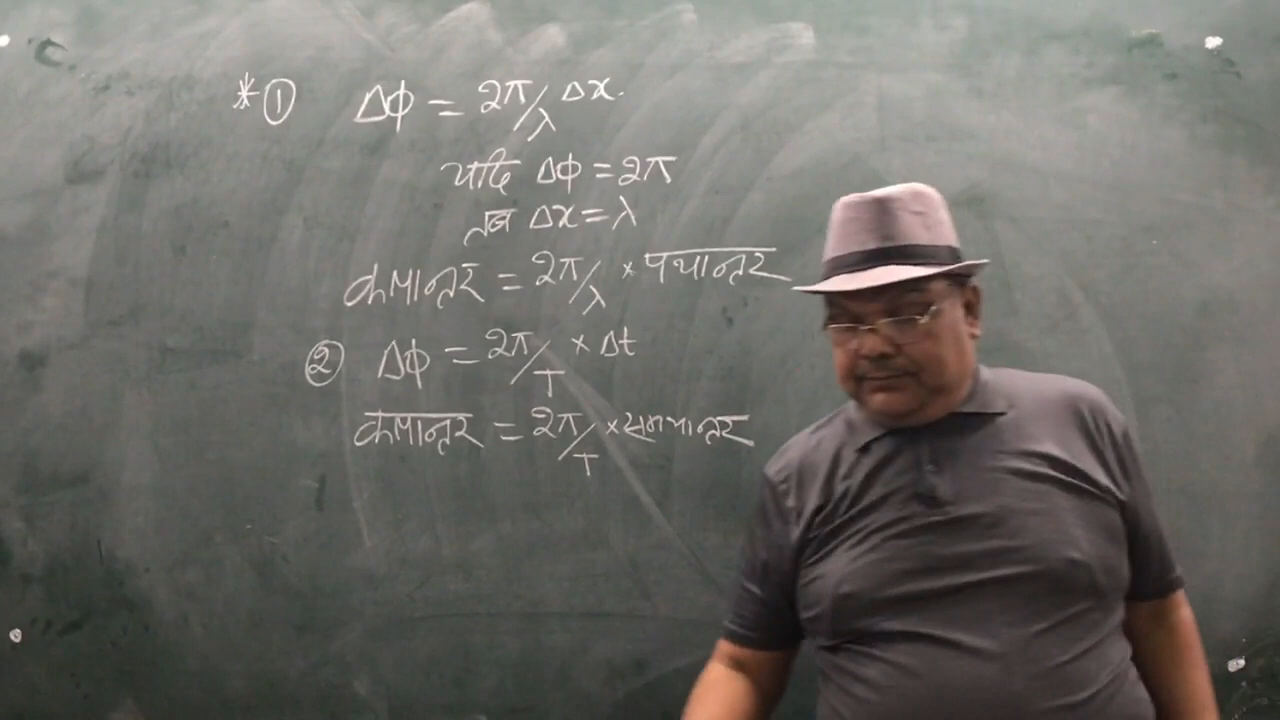 * ① Δφ = 2π/λ Δx.
यदि Δφ = 2π
तब Δx = λ
कलान्तर = 2π/λ * पथान्तर
② Δφ = 2π/T × Δt
कलान्तर = 2π/T × समयान्तर